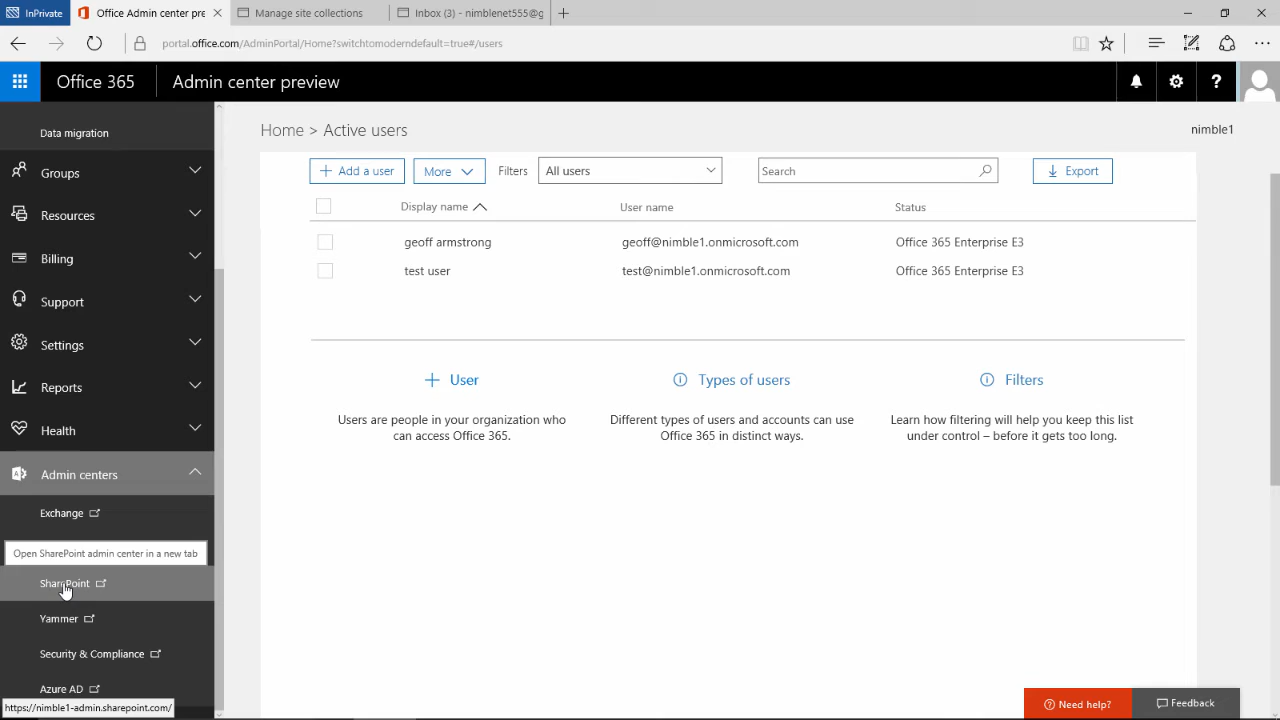 InPrivate
Office 365 Admin center pre
Manage site collections
Inbox (3) - nimblenet555@g
portal.office.com/AdminPortal/Home?switchtomoderndefault=true#/users
Office 365
Admin center preview
Data migration
Groups
Resources
Billing
Support
Settings
Reports
Health
Admin centers
Exchange
Open SharePoint admin center in a new tab
SharePoint
Yammer
Security & Compliance
Azure AD
https://nimble1-admin.sharepoint.com/
Home > Active users
nimble1
+ Add a user
More
Filters
All users
Search
Export
Display name
User name
Status
geoff armstrong
geoff@nimble1.onmicrosoft.com
Office 365 Enterprise E3
test user
test@nimble1.onmicrosoft.com
Office 365 Enterprise E3
+ User
Users are people in your organization who
can access Office 365.
Types of users
Different types of users and accounts can use
Office 365 in distinct ways.
Filters
Learn how filtering will help you keep this list
under control – before it gets too long.
Need help?
Feedback